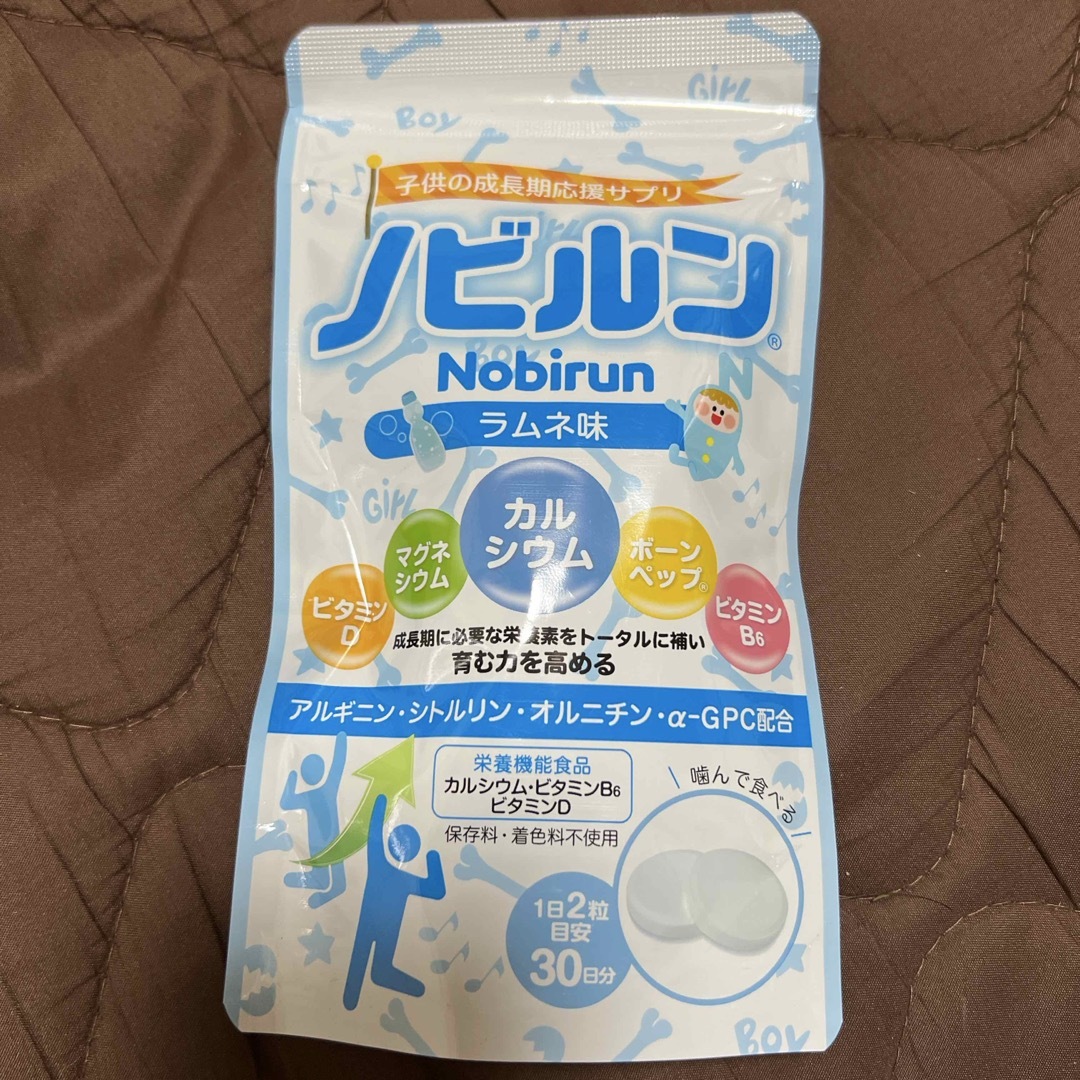 Girl
Boy
子供の成長期応援サプリ
ノビルン®
Boy
Nobirun
ラムネ味
Girl
カル
シウム
マグネ
シウム
ボーン
ペップ®
ビタミン
D
ビタミン
B6
成長期に必要な栄養素をトータルに補い
育む力を高める
アルギニン・シトルリン・オルニチン・α-GPC配合
栄養機能食品
カルシウム・ビタミンB6
ビタミンD
保存料・着色料不使用
噛んで食べる
1日2粒
目安
30日分
Boy